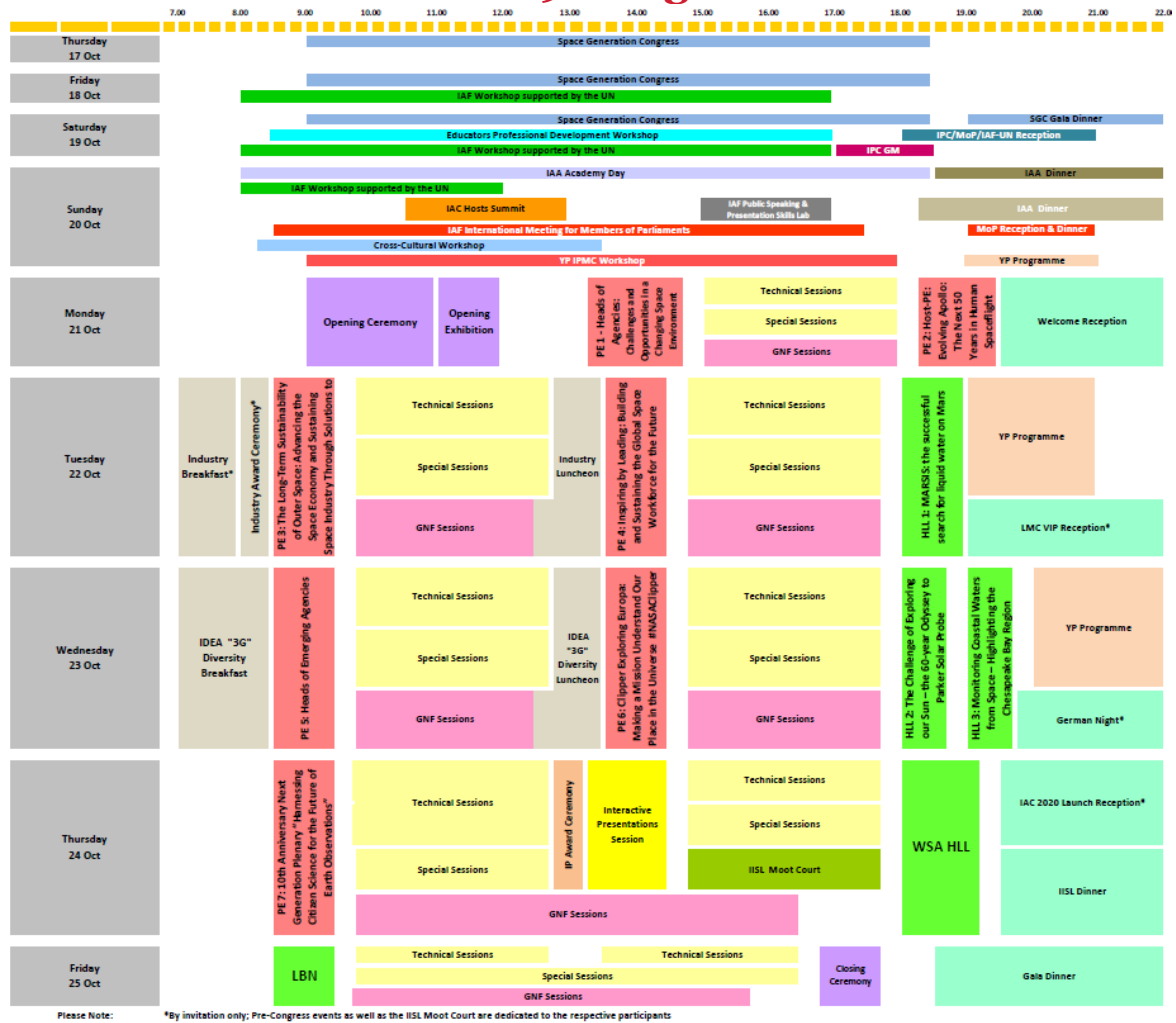 7.00 8.00 9.00 10.00 11.00 12.00 13.00 14.00 15.00 16.00 17.00 18.00 19.00 20.00 21.00 22.00
Thursday
17 Oct
Space Generation Congress
Friday
18 Oct
Space Generation Congress
IAF Workshop supported by the UN
Saturday
19 Oct
Space Generation Congress
SGC Gala Dinner
Educators Professional Development Workshop
IPC/MoP/IAF-UN Reception
IAF Workshop supported by the UN
IPC GM
Sunday
20 Oct
IAA Academy Day
IAA Dinner
IAF Workshop supported by the UN
IAC Hosts Summit
IAF Public Speaking &
Presentation Skills Lab
IAA Dinner
IAF International Meeting for Members of Parliaments
MoP Reception & Dinner
Cross-Cultural Workshop
YP IPMC Workshop
YP Programme
Monday
21 Oct
Opening Ceremony
Opening
Exhibition
PE 1 - Heads of
Agencies:
Challenges and
Opportunities in a
Changing Space
Environment
Technical Sessions
Special Sessions
GNF Sessions
PE 2: Host-PE:
Evolving Apollo:
The Next 50
Years in Human
Spaceflight
Welcome Reception
Tuesday
22 Oct
Industry
Breakfast*
Industry Award Ceremony*
PE 3: The Long-Term Sustainability
of Outer Space: Advancing the
Space Economy and Sustaining
Space Industry Through Solutions to
Technical Sessions
Special Sessions
GNF Sessions
Industry
Luncheon
PE 4: Inspiring by Leading: Building
and Sustaining the Global Space
Workforce for the Future
Technical Sessions
Special Sessions
GNF Sessions
HLL 1: MARSIS: the successful
search for liquid water on Mars
YP Programme
LMC VIP Reception*
Wednesday
23 Oct
IDEA "3G"
Diversity
Breakfast
PE 5: Heads of Emerging Agencies
Technical Sessions
Special Sessions
GNF Sessions
IDEA
"3G"
Diversity
Luncheon
PE 6: Clipper Exploring Europa:
Making a Mission Understand Our
Place in the Universe #NASAClipper
Technical Sessions
Special Sessions
GNF Sessions
HLL 2: The Challenge of Exploring
our Sun – the 60-year Odyssey to
Parker Solar Probe
HLL 3: Monitoring Coastal Waters
from Space – Highlighting the
Chesapeake Bay Region
YP Programme
German Night*
Thursday
24 Oct
PE 7: 10th Anniversary Next
Generation Plenary "Harnessing
Citizen Science for the Future of
Earth Observations"
Technical Sessions
Special Sessions
GNF Sessions
IP Award Ceremony
Interactive
Presentations
Session
Technical Sessions
Special Sessions
IISL Moot Court
WSA HLL
IAC 2020 Launch Reception*
IISL Dinner
Friday
25 Oct
LBN
Technical Sessions
Technical Sessions
Special Sessions
GNF Sessions
Closing
Ceremony
Gala Dinner
Please Note: *By invitation only; Pre-Congress events as well as the IISL Moot Court are dedicated to the respective participants